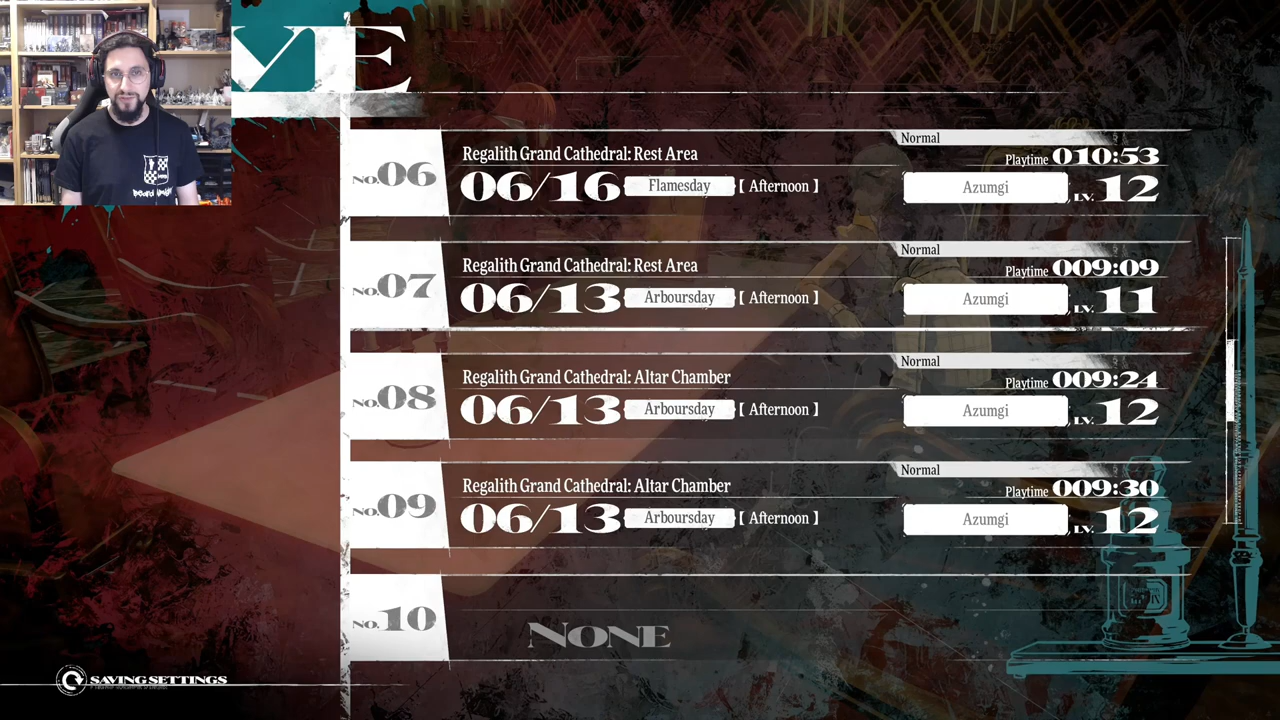 VE
No.06
Regalith Grand Cathedral: Rest Area
06/16 Flamesday [ Afternoon ]
Normal
Playtime 010:53
Azumgi LV. 12
No.07
Regalith Grand Cathedral: Rest Area
06/13 Arboursday [ Afternoon ]
Normal
Playtime 009:09
Azumgi LV. 11
No.08
Regalith Grand Cathedral: Altar Chamber
06/13 Arboursday [ Afternoon ]
Normal
Playtime 009:24
Azumgi LV. 12
No.09
Regalith Grand Cathedral: Altar Chamber
06/13 Arboursday [ Afternoon ]
Normal
Playtime 009:30
Azumgi LV. 12
No.10
NONE
SAVING SETTINGS